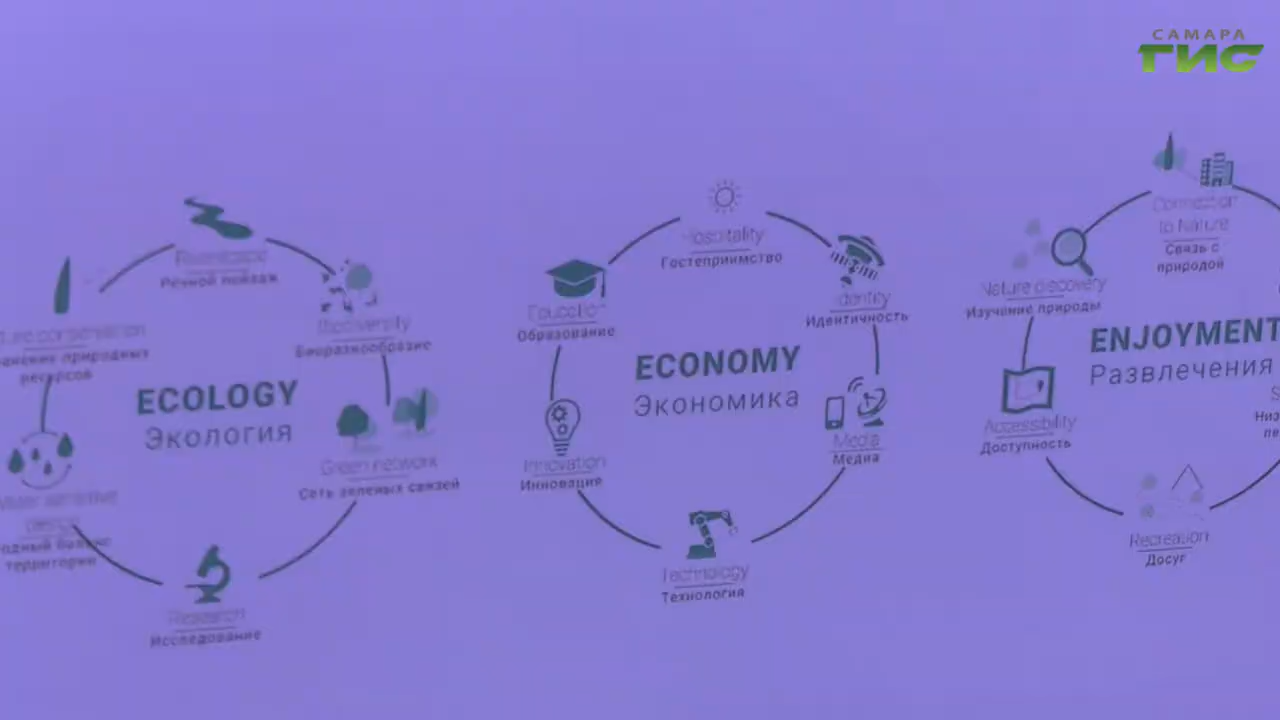 САМАРА
ГИС
Речной пейзаж
Biodiversity
Биоразнообразие
природных
ресурсов
ECOLOGY
Экология
Green network
Сеть зеленых связей
территории
Research
Исследование
Hospitality
Гостеприимство
Education
Образование
Identity
Идентичность
ECONOMY
Экономика
Innovation
Инновация
Media
Медиа
Technology
Технология
Connection
to Nature
Связь с
природой
Nature discovery
Изучение природы
ENJOYMENT
Развлечения
Accessibility
Доступность
Recreation
Досуг